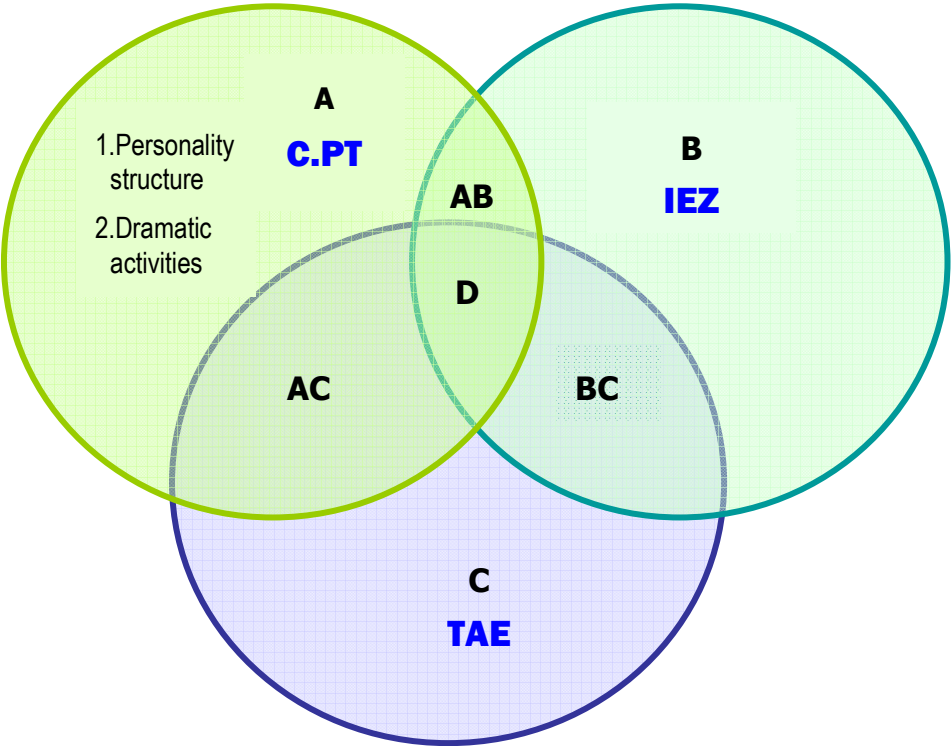 A
C.PT
1.Personality
structure
2.Dramatic
activities
B
IEZ
AB
D
AC
BC
C
TAE